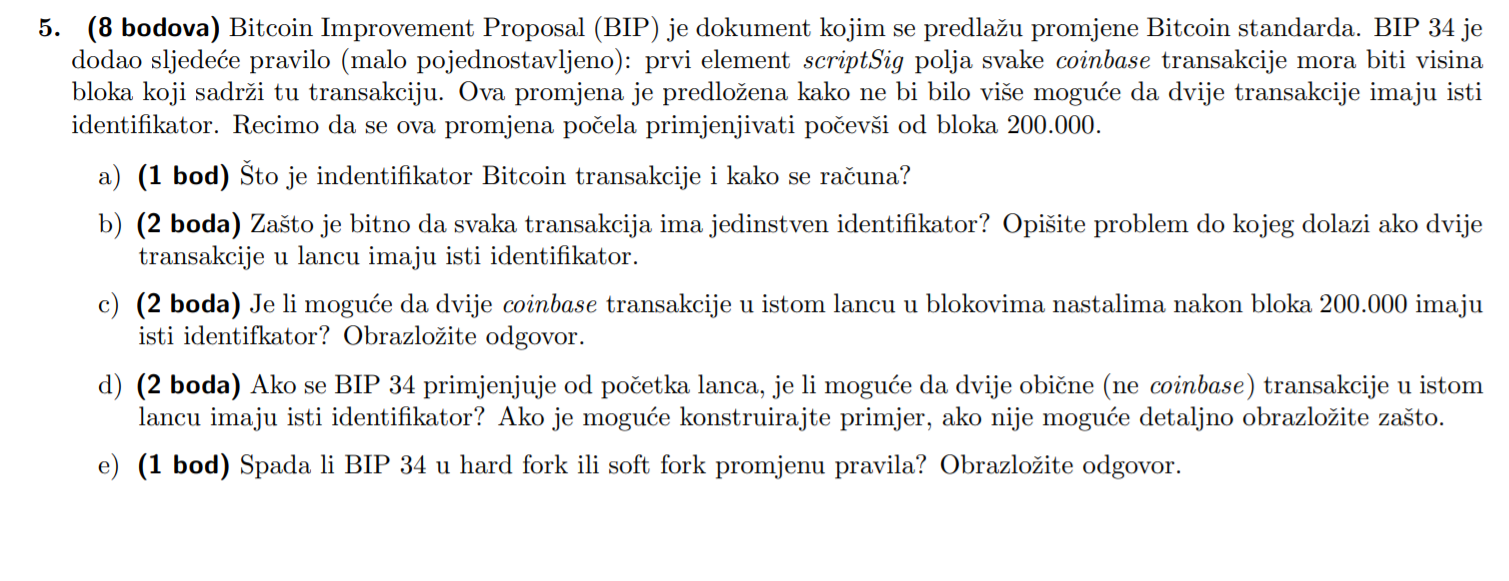 5. (8 bodova) Bitcoin Improvement Proposal (BIP) je dokument kojim se predlažu promjene Bitcoin standarda. BIP 34 je
dodao sljedeće pravilo (malo pojednostavljeno): prvi element scriptSig polja svake coinbase transakcije mora biti visina
bloka koji sadrži tu transakciju. Ova promjena je predložena kako ne bi bilo više moguće da dvije transakcije imaju isti
identifikator. Recimo da se ova promjena počela primjenjivati počevši od bloka 200.000.
a) (1 bod) Što je indentifikator Bitcoin transakcije i kako se računa?
b) (2 boda) Zašto je bitno da svaka transakcija ima jedinstven identifikator? Opišite problem do kojeg dolazi ako dvije
transakcije u lancu imaju isti identifikator.
c) (2 boda) Je li moguće da dvije coinbase transakcije u istom lancu u blokovima nastalima nakon bloka 200.000 imaju
isti identifkator? Obrazložite odgovor.
d) (2 boda) Ako se BIP 34 primjenjuje od početka lanca, je li moguće da dvije obične (ne coinbase) transakcije u istom
lancu imaju isti identifikator? Ako je moguće konstruirajte primjer, ako nije moguće detaljno obrazložite zašto.
e) (1 bod) Spada li BIP 34 u hard fork ili soft fork promjenu pravila? Obrazložite odgovor.